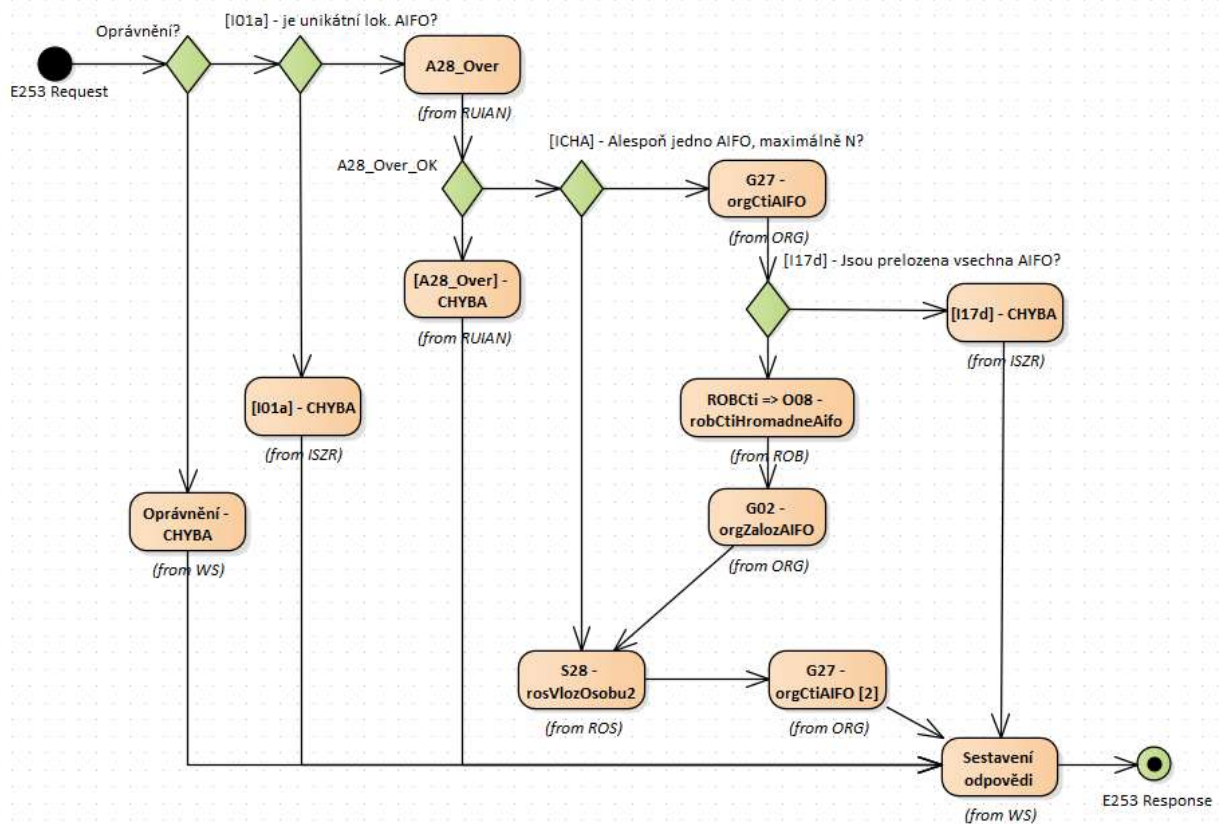 Oprávnění?
[I01a] - je unikátní lok. AIFO?
E253 Request
A28_Over
(from RUIAN)
A28_Over_OK
[ICHA] - Alespoň jedno AIFO, maximálně N?
G27 -
orgCtiAIFO
(from ORG)
[A28_Over] -
CHYBA
(from RUIAN)
[I17d] - Jsou prelozena vsechna AIFO?
[I17d] - CHYBA
(from ISZR)
[I01a] - CHYBA
(from ISZR)
ROBCti => O08 -
robCtiHromadneAifo
(from ROB)
Oprávnění -
CHYBA
(from WS)
G02 -
orgZalozAIFO
(from ORG)
S28 -
rosVlozOsobu2
(from ROS)
G27 -
orgCtiAIFO [2]
(from ORG)
Sestavení
odpovědi
(from WS)
E253 Response